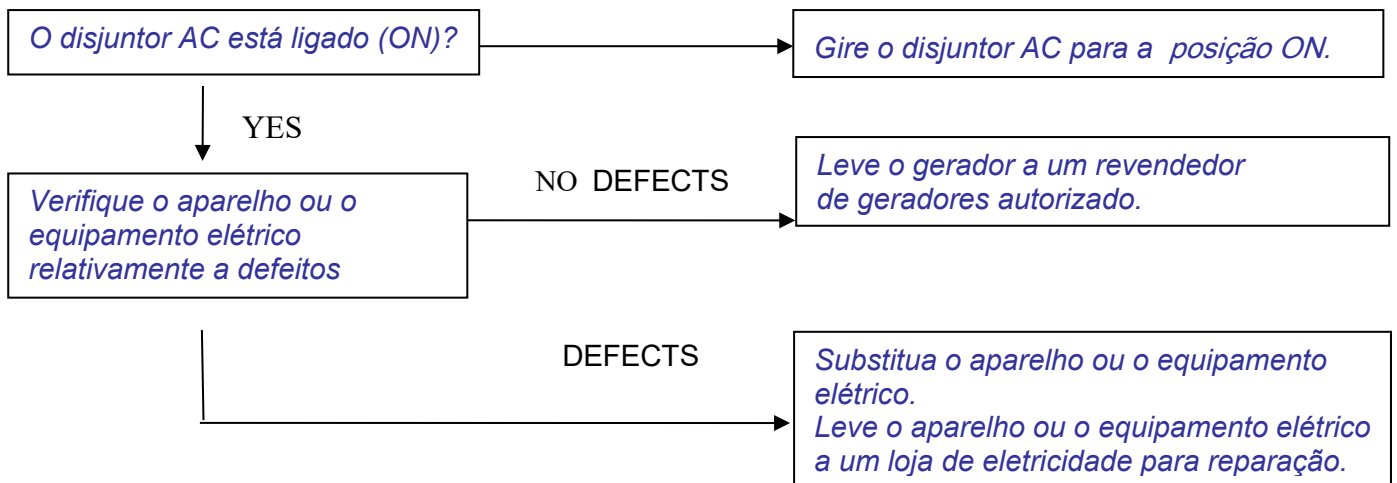 O disjuntor AC está ligado (ON)?
Gire o disjuntor AC para a posição ON.
YES
Verifique o aparelho ou o
equipamento elétrico
relativamente a defeitos
NO DEFECTS
Leve o gerador a um revendedor
de geradores autorizado.
DEFECTS
Substitua o aparelho ou o equipamento
elétrico.
Leve o aparelho ou o equipamento elétrico
a um loja de eletricidade para reparação.